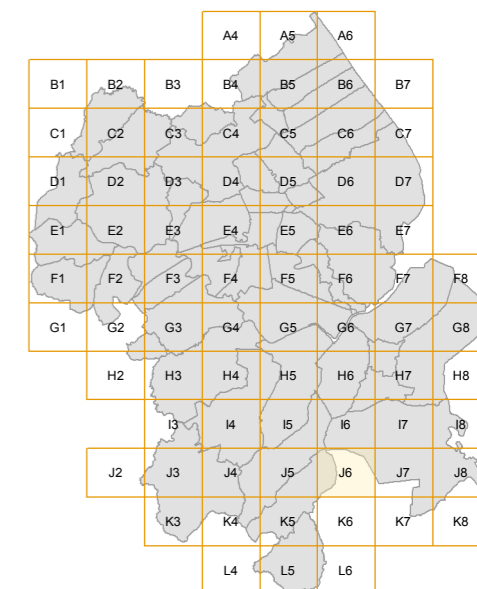 A4 A5 A6
B1 B2 B3 B4 B5 B6 B7
C1 C2 C3 C4 C5 C6 C7
D1 D2 D3 D4 D5 D6 D7
E1 E2 E3 E4 E5 E6 E7
F1 F2 F3 F4 F5 F6 F7 F8
G1 G2 G3 G4 G5 G6 G7 G8
H2 H3 H4 H5 H6 H7 H8
I3 I4 I5 I6 I7 I8
J2 J3 J4 J5 J6 J7 J8
K3 K4 K5 K6 K7 K8
L4 L5 L6